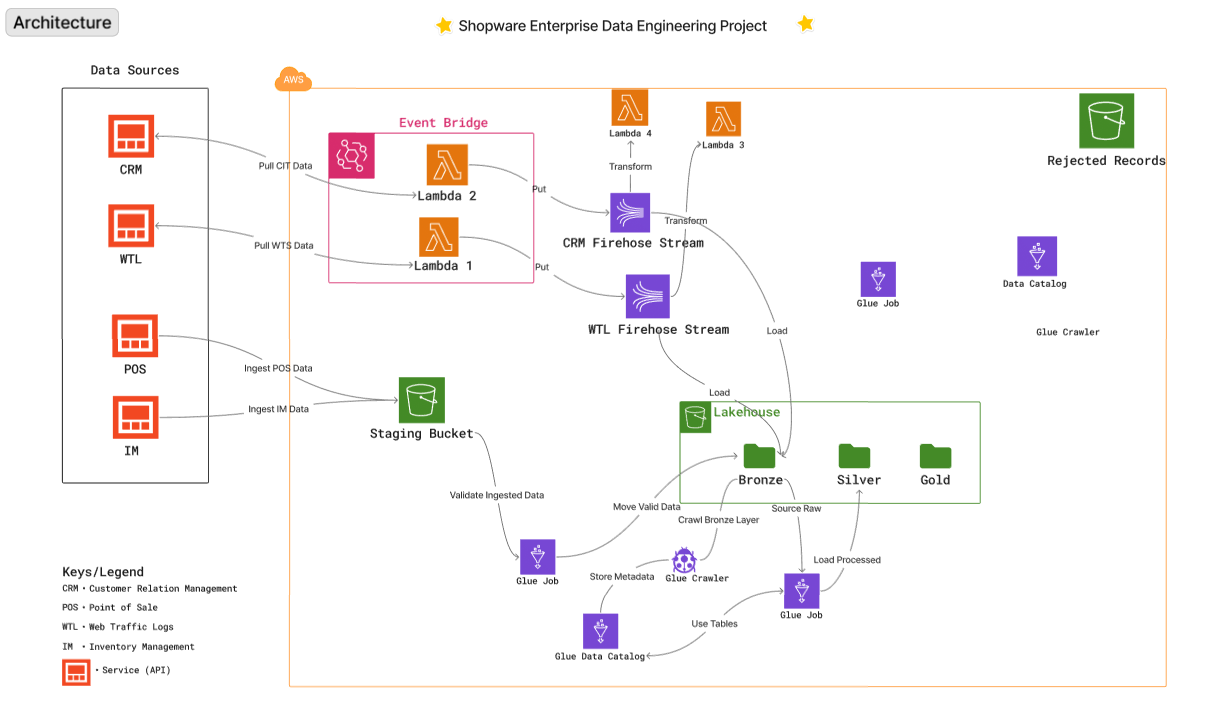 Architecture
Shopware Enterprise Data Engineering Project
Data Sources
AWS
CRM
WTL
POS
IM
Pull CIT Data
Pull WTS Data
Ingest POS Data
Ingest IM Data
Event Bridge
Lambda 2
Lambda 1
Put
Put
Lambda 4
Lambda 3
Transform
Transform
CRM Firehose Stream
WTL Firehose Stream
Load
Load
Rejected Records
Glue Job
Data Catalog
Glue Crawler
Staging Bucket
Lakehouse
Bronze
Silver
Gold
Validate Ingested Data
Move Valid Data
Crawl Bronze Layer
Source Raw
Load Processed
Glue Job
Store Metadata
Glue Crawler
Glue Job
Use Tables
Glue Data Catalog
Keys/Legend
CRM • Customer Relation Management
POS • Point of Sale
WTL • Web Traffic Logs
IM • Inventory Management
• Service (API)